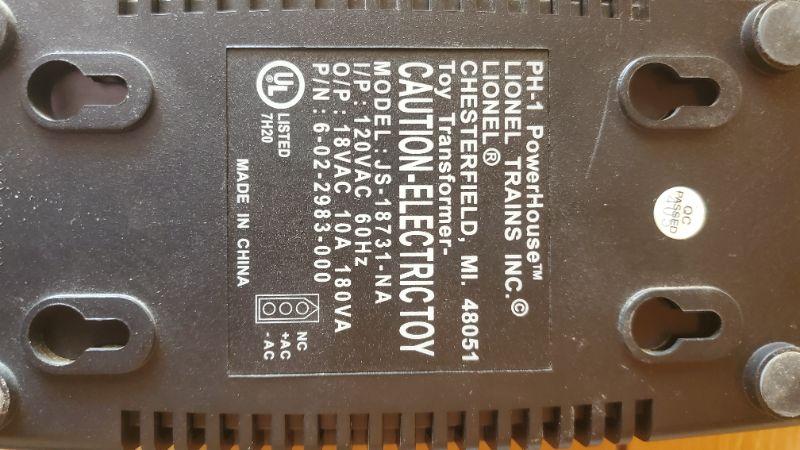 PH-1 PowerHouse™
LIONEL TRAINS INC.©
LIONEL®
CHESTERFIELD, MI. 48051
Toy Transformer-
CAUTION-ELECTRIC TOY
MODEL: JS-18731-NA
I/P: 120VAC 60Hz
O/P: 18VAC 10A 180VA
P/N: 6-02-2983-000
UL
LISTED
7H20
MADE IN CHINA
NC
+AC
-AC
QC
PASSED